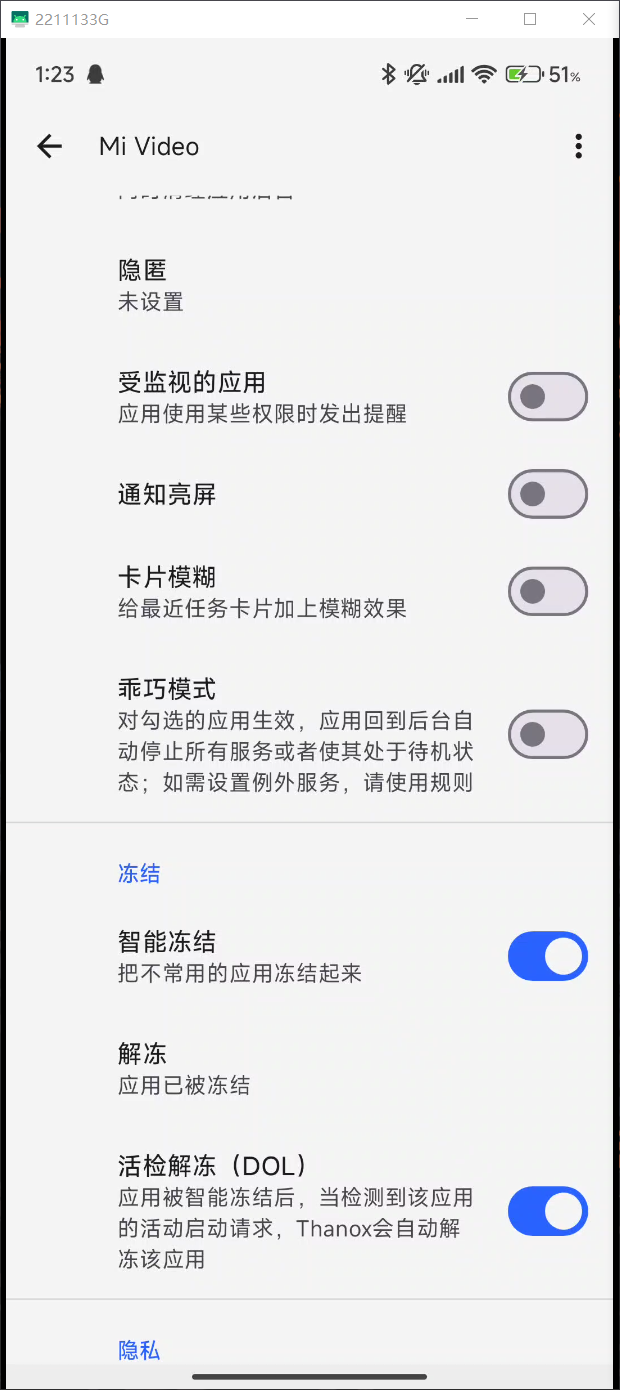 2211133G
1:23
51%
Mi Video
隐匿
未设置
受监视的应用
应用使用某些权限时发出提醒
通知亮屏
卡片模糊
给最近任务卡片加上模糊效果
乖巧模式
对勾选的应用生效，应用回到后台自
动停止所有服务或者使其处于待机状
态；如需设置例外服务，请使用规则
冻结
智能冻结
把不常用的应用冻结起来
解冻
应用已被冻结
活检解冻（DOL）
应用被智能冻结后，当检测到该应用
的活动启动请求，Thanox会自动解
冻该应用
隐私